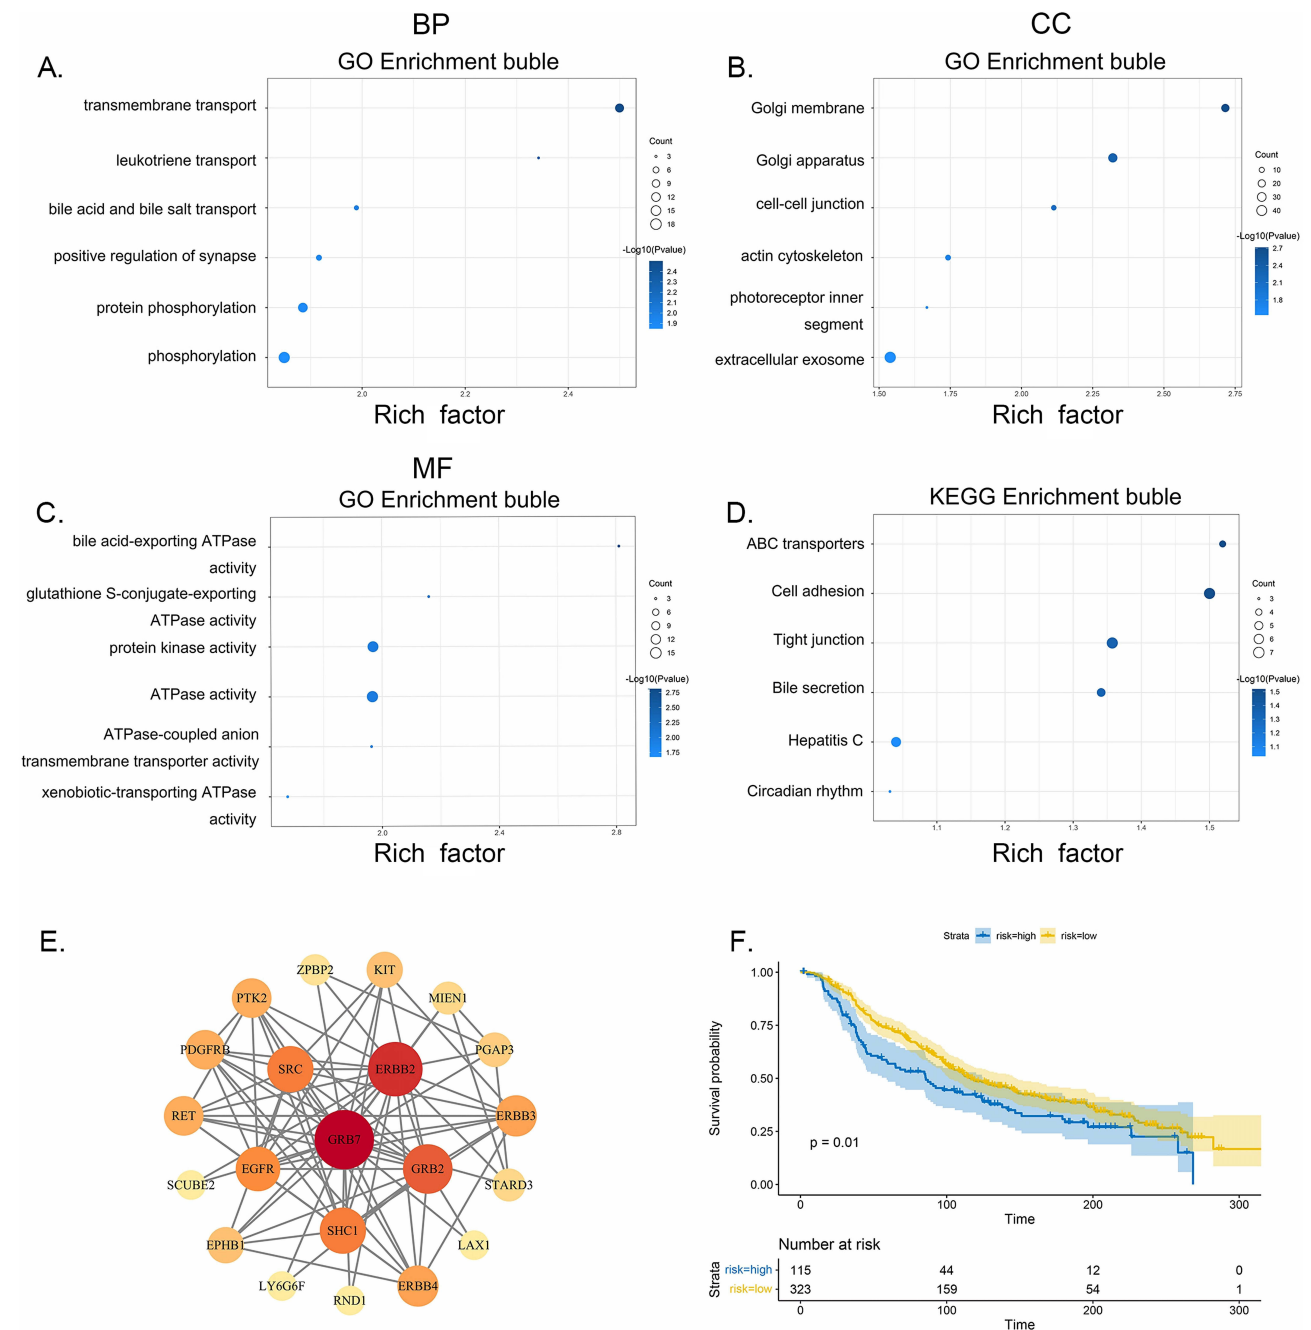 BP
A.
GO Enrichment buble
transmembrane transport
leukotriene transport
bile acid and bile salt transport
positive regulation of synapse
protein phosphorylation
phosphorylation
2.0 2.2 2.4
Rich factor
Count
3
6
9
12
15
18
-Log10(Pvalue)
2.4
2.3
2.2
2.1
2.0
1.9
CC
B.
GO Enrichment buble
Golgi membrane
Golgi apparatus
cell-cell junction
actin cytoskeleton
photoreceptor inner
segment
extracellular exosome
1.50 1.75 2.00 2.25 2.50 2.75
Rich factor
Count
10
20
30
40
-Log10(Pvalue)
2.7
2.4
2.1
1.8
MF
C.
GO Enrichment buble
bile acid-exporting ATPase
activity
glutathione S-conjugate-exporting
ATPase activity
protein kinase activity
ATPase activity
ATPase-coupled anion
transmembrane transporter activity
xenobiotic-transporting ATPase
activity
2.0 2.4 2.8
Rich factor
Count
3
6
9
12
15
-Log10(Pvalue)
2.75
2.50
2.25
2.00
1.75
D.
KEGG Enrichment buble
ABC transporters
Cell adhesion
Tight junction
Bile secretion
Hepatitis C
Circadian rhythm
1.1 1.2 1.3 1.4 1.5
Rich factor
Count
3
4
5
6
7
-Log10(Pvalue)
1.5
1.4
1.3
1.2
1.1
E.
ZPBP2
KIT
PTK2
MIEN1
PDGFRB
PGAP3
SRC
ERBB2
RET
ERBB3
GRB7
EGFR
GRB2
SCUBE2
STARD3
SHC1
EPHB1
LAX1
LY6G6F
ERBB4
RND1
F.
Strata risk=high risk=low
Survival probability
1.00
0.75
0.50
0.25
0.00
p = 0.01
0 100 200 300
Time
Number at risk
Strata
risk=high 115 44 12 0
risk=low 323 159 54 1
0 100 200 300
Time